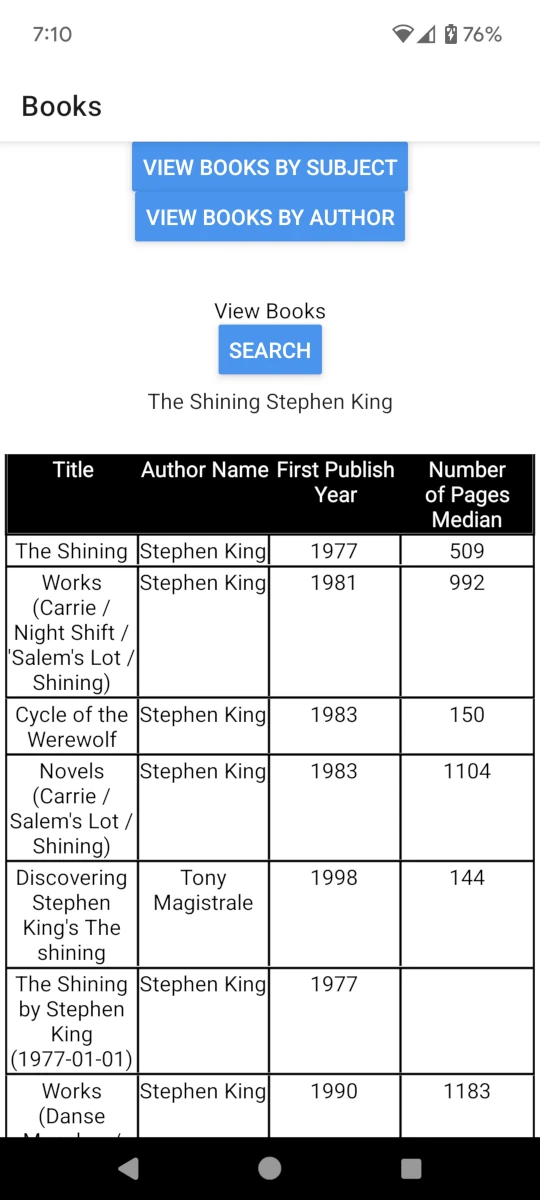 7:10
76%
Books
VIEW BOOKS BY SUBJECT
VIEW BOOKS BY AUTHOR
View Books
SEARCH
The Shining Stephen King
Title Author Name First Publish Year Number of Pages Median
The Shining Stephen King 1977 509
Works (Carrie / Night Shift / 'Salem's Lot / Shining) Stephen King 1981 992
Cycle of the Werewolf Stephen King 1983 150
Novels (Carrie / Salem's Lot / Shining) Stephen King 1983 1104
Discovering Stephen King's The shining Tony Magistrale 1998 144
The Shining by Stephen King (1977-01-01) Stephen King 1977
Works (Danse Stephen King 1990 1183